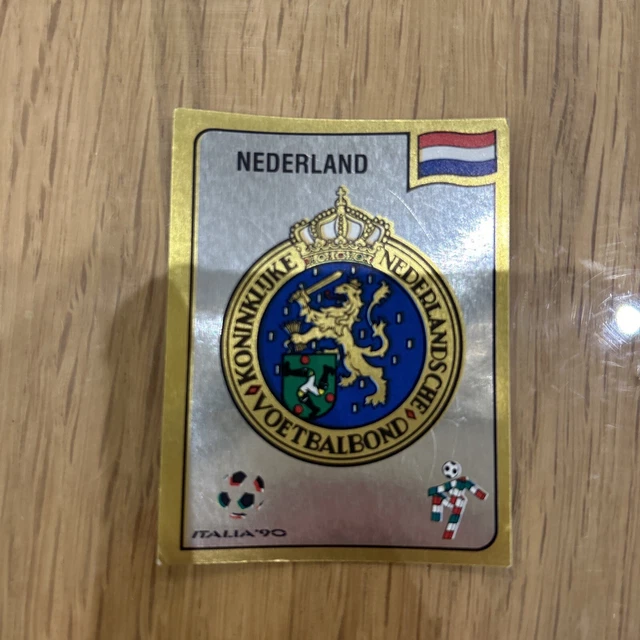 NEDERLAND
KONINKLIJKE NEDERLANDSCHE
VOETBALBOND
ITALIA'90